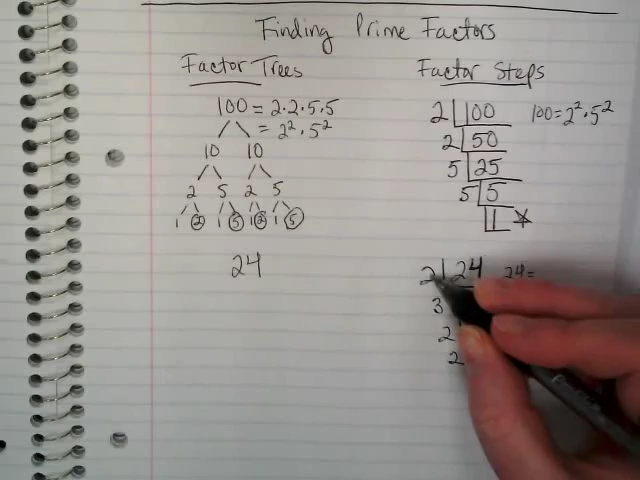 Finding Prime Factors
Factor Trees
100 = 2·2·5·5
= 2²·5²
10 10
2 5 2 5
1 2 1 5 1 2 1 5
24
Factor Steps
2 100 100=2²·5²
2 50
5 25
5 5
1
2 24 24=
3
2
2